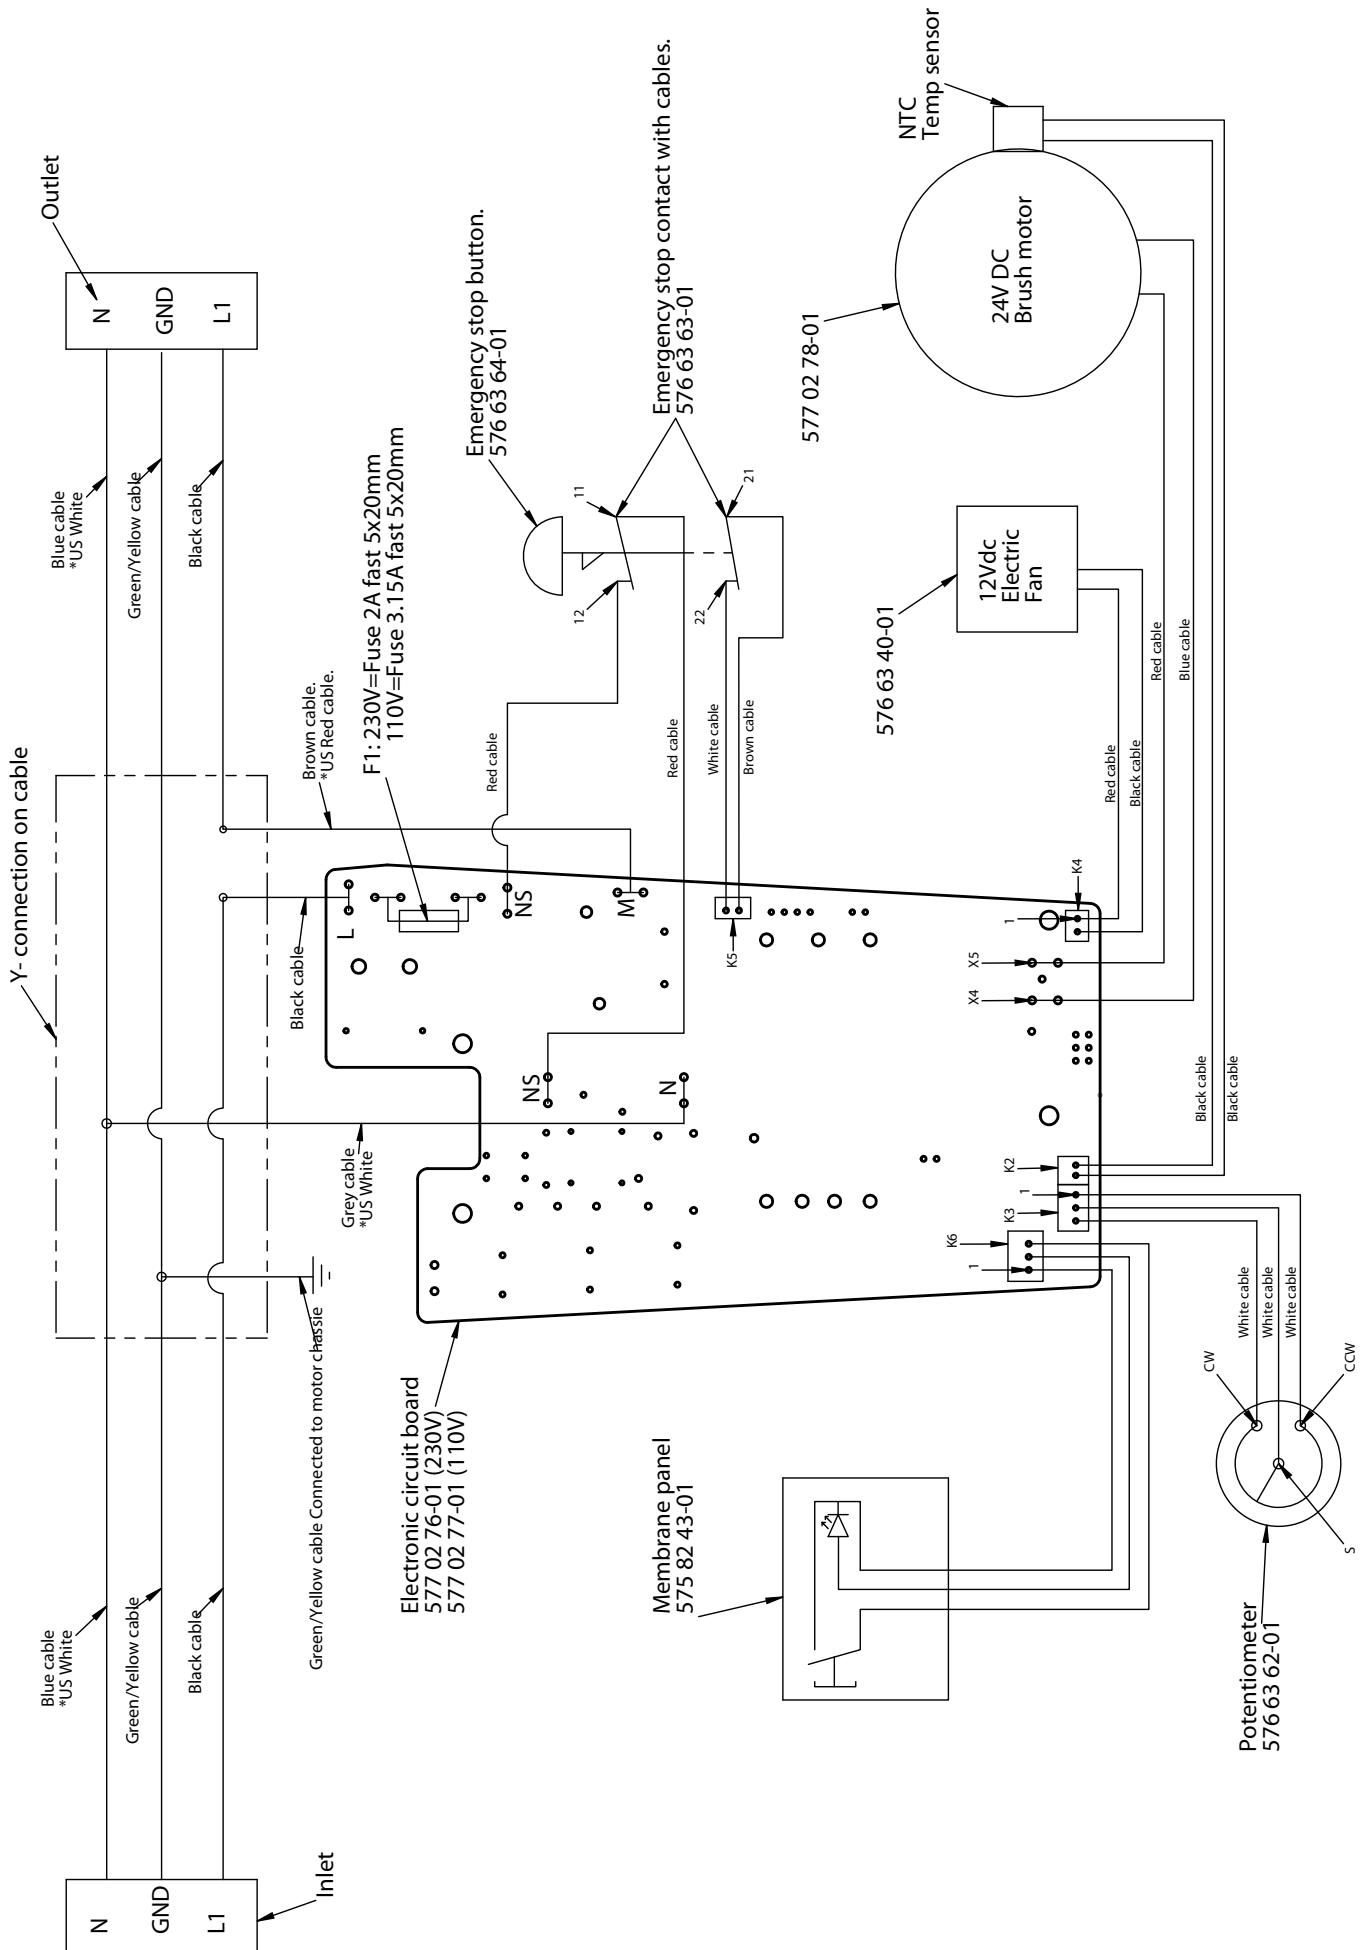 Y- connection on cable
Outlet
N
GND
L1
Blue cable
*US White
Green/Yellow cable
Black cable
Inlet
N
GND
L1
Blue cable
*US White
Green/Yellow cable
Black cable
Green/Yellow cable Connected to motor chassie
Grey cable
*US White
Black cable
Brown cable.
*US Red cable.
F1: 230V=Fuse 2A fast 5x20mm
110V=Fuse 3.15A fast 5x20mm
Emergency stop button.
576 63 64-01
Emergency stop contact with cables.
576 63 63-01
11
12
21
22
Red cable
Red cable
White cable
Brown cable
L
NS
M
K5
NS
N
Electronic circuit board
577 02 76-01 (230V)
577 02 77-01 (110V)
Membrane panel
575 82 43-01
Potentiometer
576 63 62-01
CW
CCW
S
White cable
White cable
White cable
K6
1
K3
1
K2
X4
X5
1
K4
Black cable
Black cable
Red cable
Black cable
Red cable
Blue cable
12Vdc
Electric
Fan
576 63 40-01
24V DC
Brush motor
577 02 78-01
NTC
Temp sensor